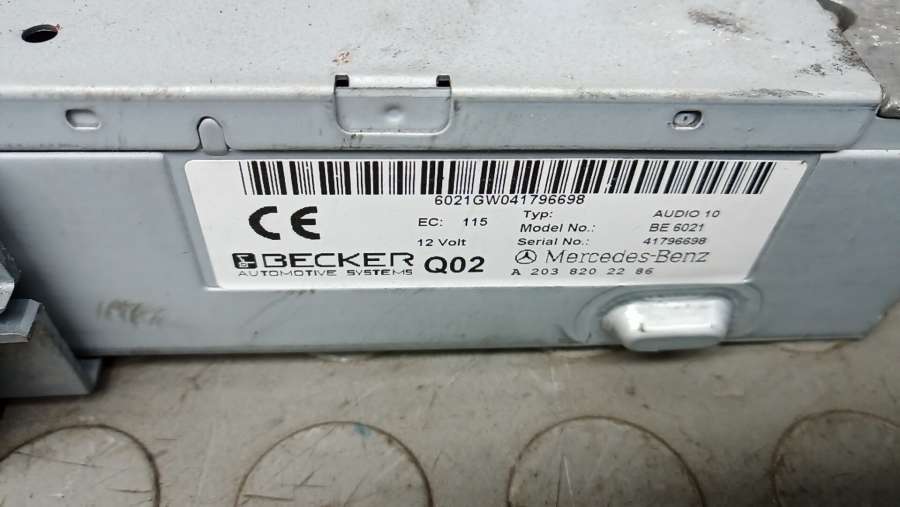 6021GW041796698
CE
EC: 115
12 Volt
Typ: AUDIO 10
Model No.: BE 6021
Serial No.: 41796698
BECKER
AUTOMOTIVE SYSTEMS
Q02
Mercedes-Benz
A 203 820 22 86